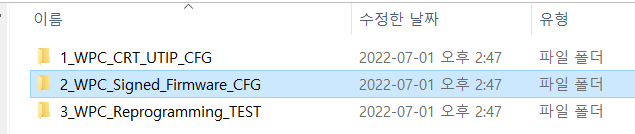 이름 수정한 날짜 유형
1_WPC_CRT_UTIP_CFG 2022-07-01 오후 2:47 파일 폴더
2_WPC_Signed_Firmware_CFG 2022-07-01 오후 2:47 파일 폴더
3_WPC_Reprogramming_TEST 2022-07-01 오후 2:47 파일 폴더